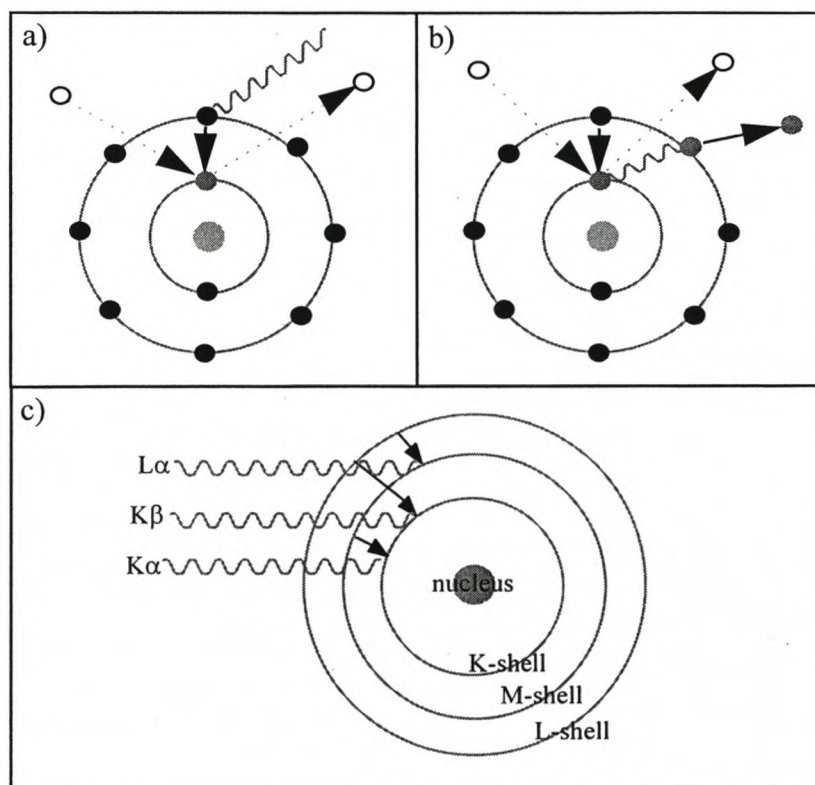 a)
b)
c)
Lα
Kβ
Kα
nucleus
K-shell
M-shell
L-shell